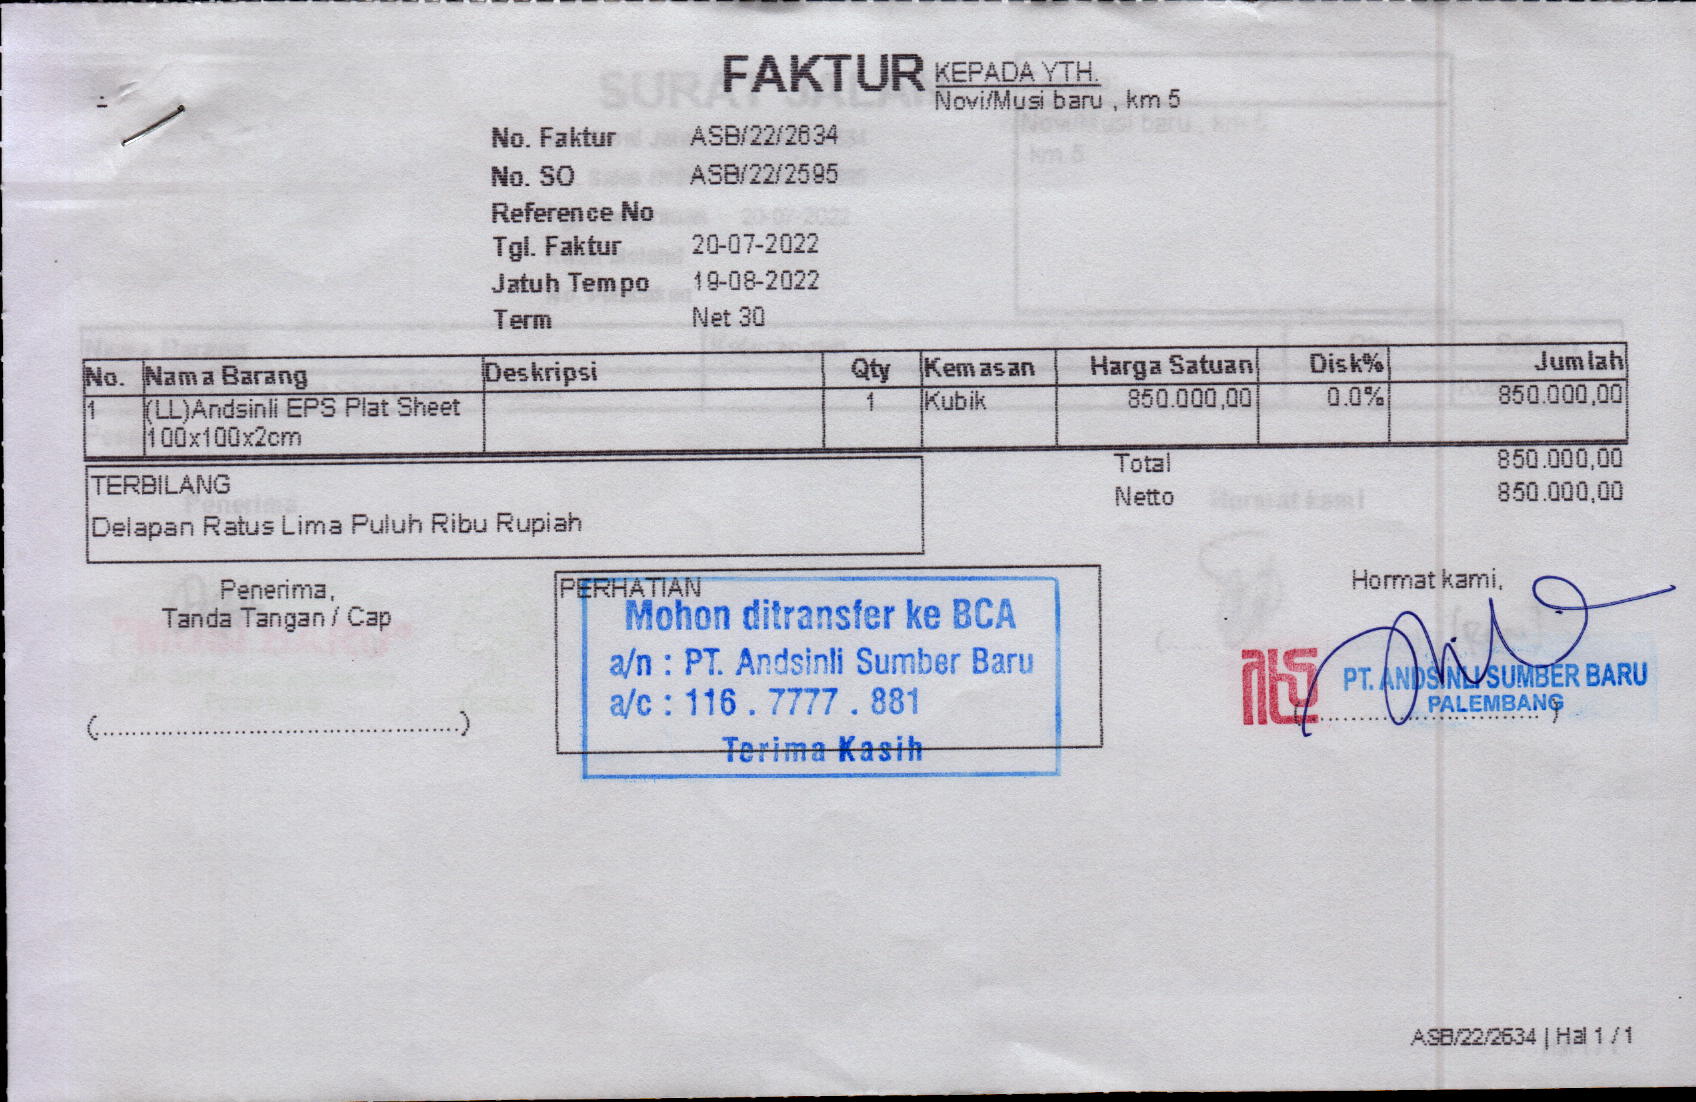 FAKTUR
KEPADA YTH.
Novi/Musi baru , km 5
No. Faktur ASB/22/2634
No. SO ASB/22/2595
Reference No
Tgl. Faktur 20-07-2022
Jatuh Tempo 19-08-2022
Term Net 30
No. Nama Barang Deskripsi Qty Kemasan Harga Satuan Disk% Jumlah
1 (LL)Andsinli EPS Plat Sheet 1 Kubik 850.000,00 0.0% 850.000,00
100x100x2cm
Total 850.000,00
Netto 850.000,00
TERBILANG
Delapan Ratus Lima Puluh Ribu Rupiah
Penerima,
Tanda Tangan / Cap
(................................................)
PERHATIAN
Mohon ditransfer ke BCA
a/n : PT. Andsinli Sumber Baru
a/c : 116 . 7777 . 881
Terima Kasih
Hormat kami,
PT. ANDSINLI SUMBER BARU
PALEMBANG
ASB/22/2634 | Hal 1 / 1